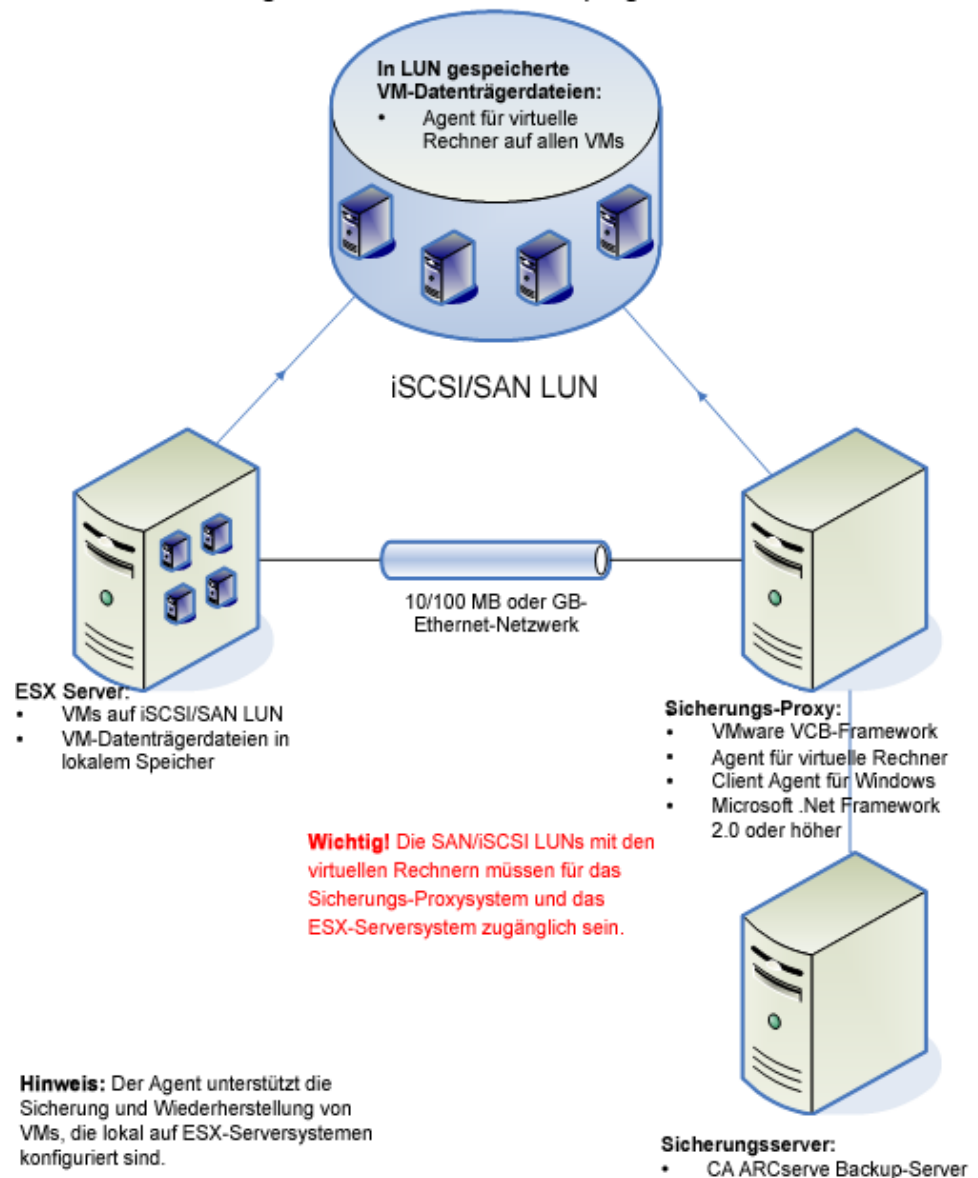 In LUN gespeicherte
VM-Datenträgerdateien:
• Agent für virtuelle
Rechner auf allen VMs
iSCSI/SAN LUN
10/100 MB oder GB-
Ethernet-Netzwerk
ESX Server:
• VMs auf iSCSI/SAN LUN
• VM-Datenträgerdateien in
lokalem Speicher
Sicherungs-Proxy:
• VMware VCB-Framework
• Agent für virtuelle Rechner
• Client Agent für Windows
• Microsoft .Net Framework
2.0 oder höher
Wichtig! Die SAN/iSCSI LUNs mit den
virtuellen Rechnern müssen für das
Sicherungs-Proxysystem und das
ESX-Serversystem zugänglich sein.
Hinweis: Der Agent unterstützt die
Sicherung und Wiederherstellung von
VMs, die lokal auf ESX-Serversystemen
konfiguriert sind.
Sicherungsserver:
• CA ARCserve Backup-Server